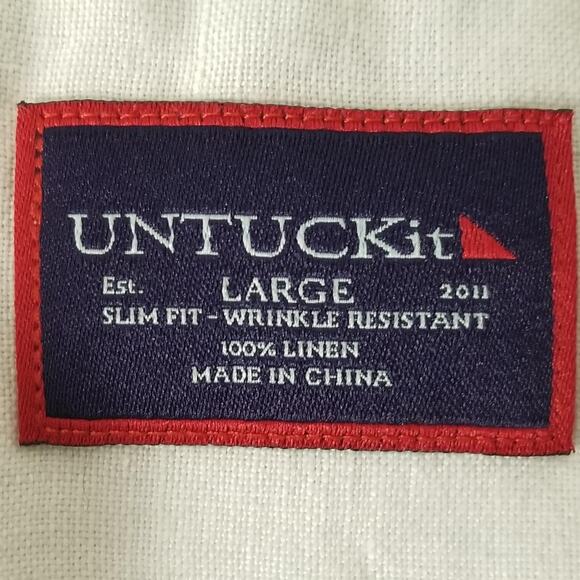 UNTUCKit
Est. LARGE 2011
SLIM FIT - WRINKLE RESISTANT
100% LINEN
MADE IN CHINA